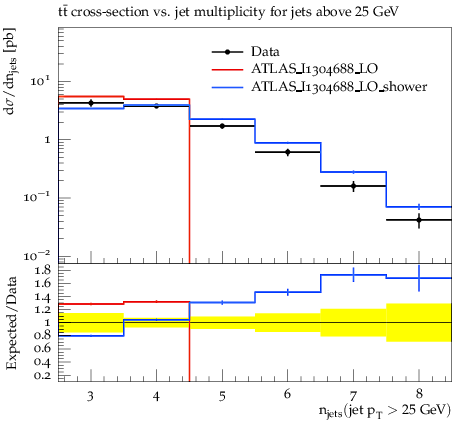 tt̄ cross-section vs. jet multiplicity for jets above 25 GeV
dσ/dn_jets [pb]
Data
ATLAS_I1304688_LO
ATLAS_I1304688_LO_shower
10^1
1
10^−1
10^−2
Expected/Data
1.8
1.6
1.4
1.2
1
0.8
0.6
0.4
0.2
3 4 5 6 7 8
n_jets(jet p_T > 25 GeV)